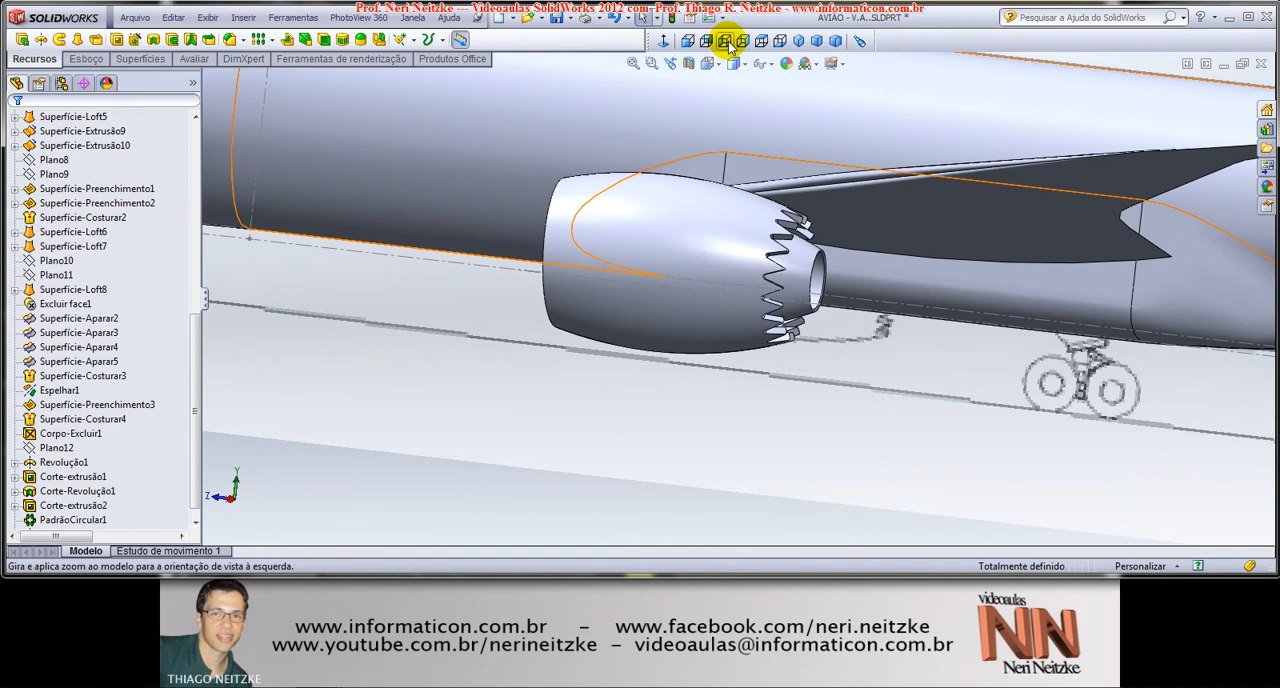 Prof. Neri Neitzke --- Videoaulas SolidWorks 2012 com Prof. Thiago R. Neitzke - www.informaticon.com.br
SOLIDWORKS Arquivo Editar Exibir Inserir Ferramentas PhotoView 360 Janela Ajuda AVIÃO - V.A..SLDPRT * Pesquisar a Ajuda do SolidWorks
Recursos Esboço Superfícies Avaliar DimXpert Ferramentas de renderização Produtos Office
Superfície-Loft5
Superfície-Extrusão9
Superfície-Extrusão10
Plano8
Plano9
Superfície-Preenchimento1
Superfície-Preenchimento2
Superfície-Costurar2
Superfície-Loft6
Superfície-Loft7
Plano10
Plano11
Superfície-Loft8
Excluir face1
Superfície-Aparar2
Superfície-Aparar3
Superfície-Aparar4
Superfície-Aparar5
Superfície-Costurar3
Espelhar1
Superfície-Preenchimento3
Superfície-Costurar4
Corpo-Excluir1
Plano12
Revolução1
Corte-extrusão1
Corte-Revolução1
Corte-extrusão2
PadrãoCircular1
Y
Z
Modelo Estudo de movimento 1
Gira e aplica zoom ao modelo para a orientação de vista à esquerda. Totalmente definido Personalizar
www.informaticon.com.br - www.facebook.com/neri.neitzke
www.youtube.com.br/nerineitzke - videoaulas@informaticon.com.br
THIAGO NEITZKE
videoaulas
NN
Neri Neitzke